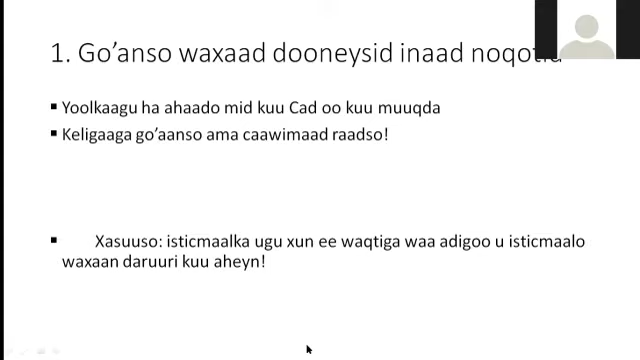 1. Go’anso waxaad dooneysid inaad
▪ Yoolkaagu ha ahaado mid kuu Cad oo kuu muuqda
▪ Keligaaga go’aanso ama caawimaad raadso!
▪ Xasuuso: isticmaalka ugu xun ee waqtiga waa adigoo u isticmaalo
waxaan daruuri kuu aheyn!